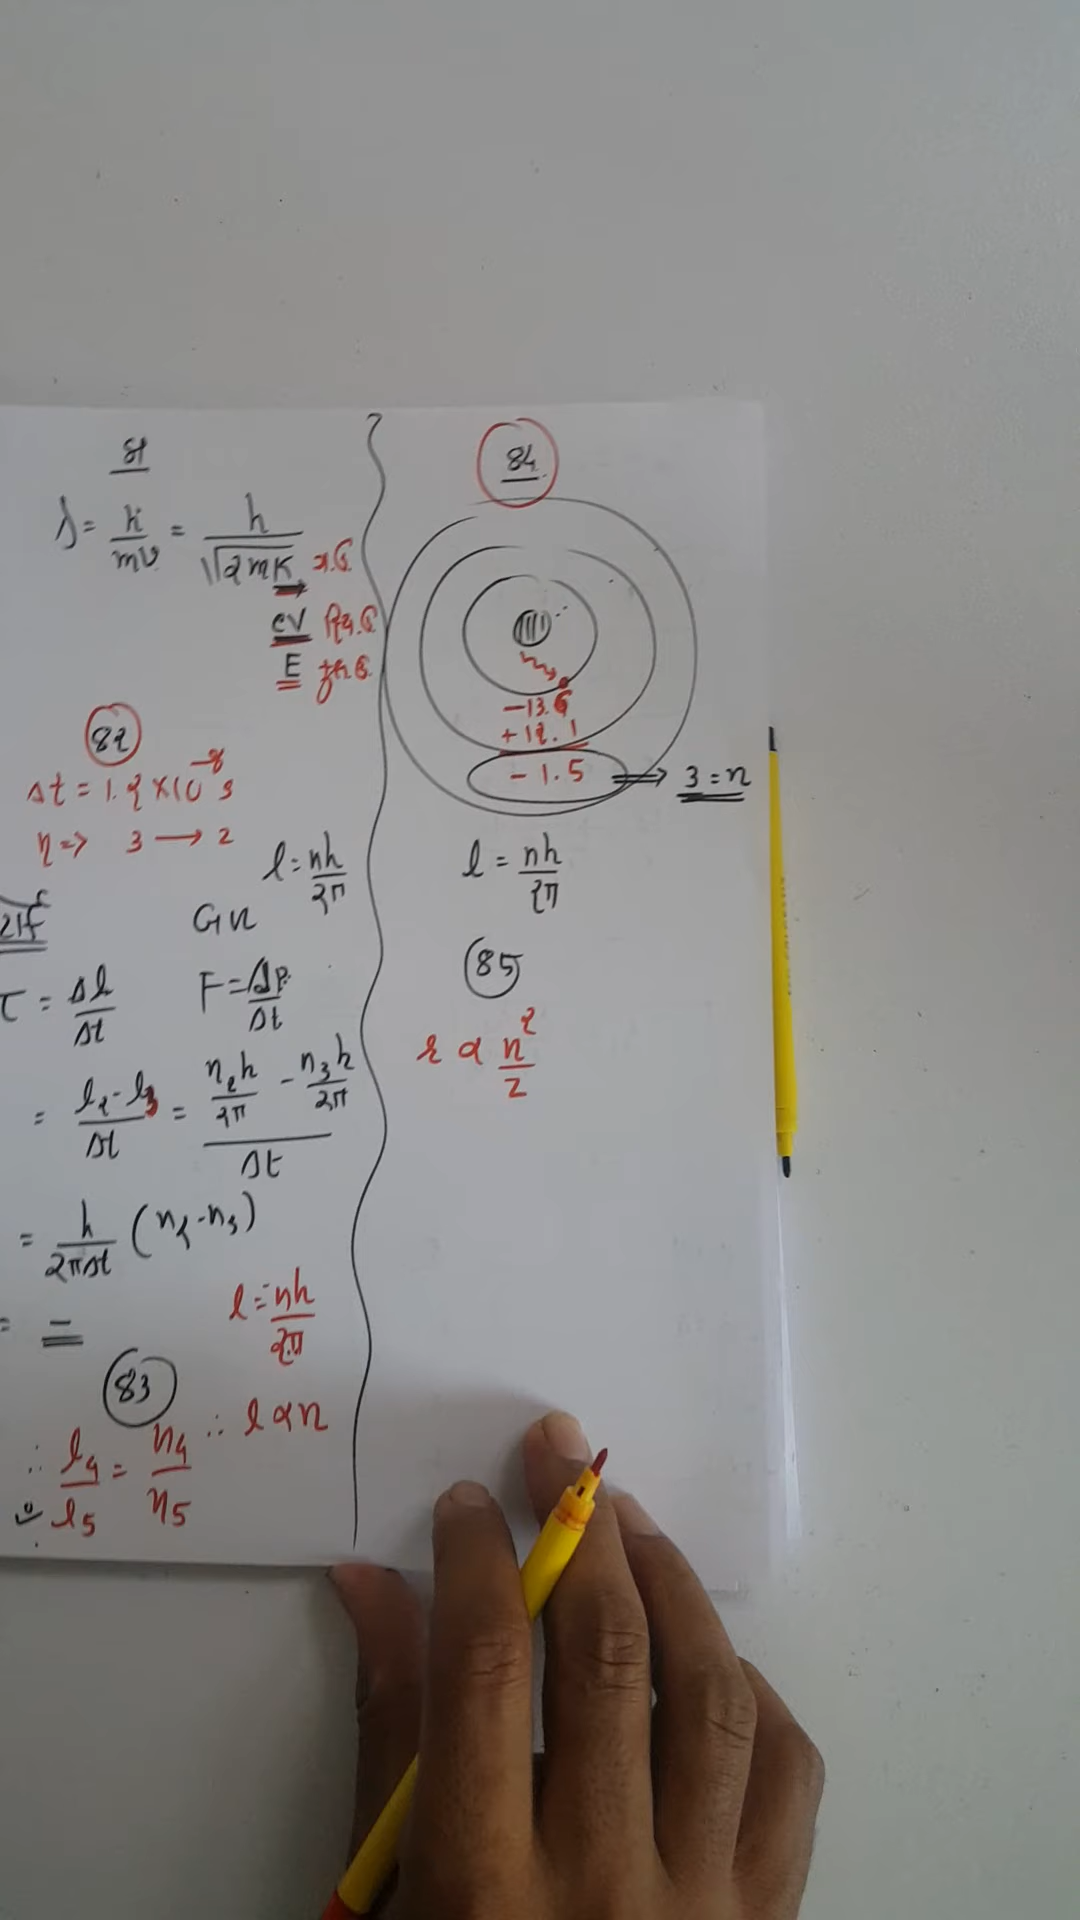 81
λ = h/mv = h/√2mK
eV
E
82
Δt = 1.2 × 10⁻⁸ s
n => 3 → 2
l = nh/2π
Gn
τ = Δl/Δt F = Δp/Δt
= l₂ - l₃/Δt = n₂h/2π - n₃h/2π/Δt
= h/2πΔt (n₂ - n₃)
= =
l = nh/2π
83
∴ l₄/l₅ = n₄/n₅ ∴ l ∝ n
84
-13.6
+12.1
-1.5 ⇒ 3 = n
l = nh/2π
85
r ∝ n²/z